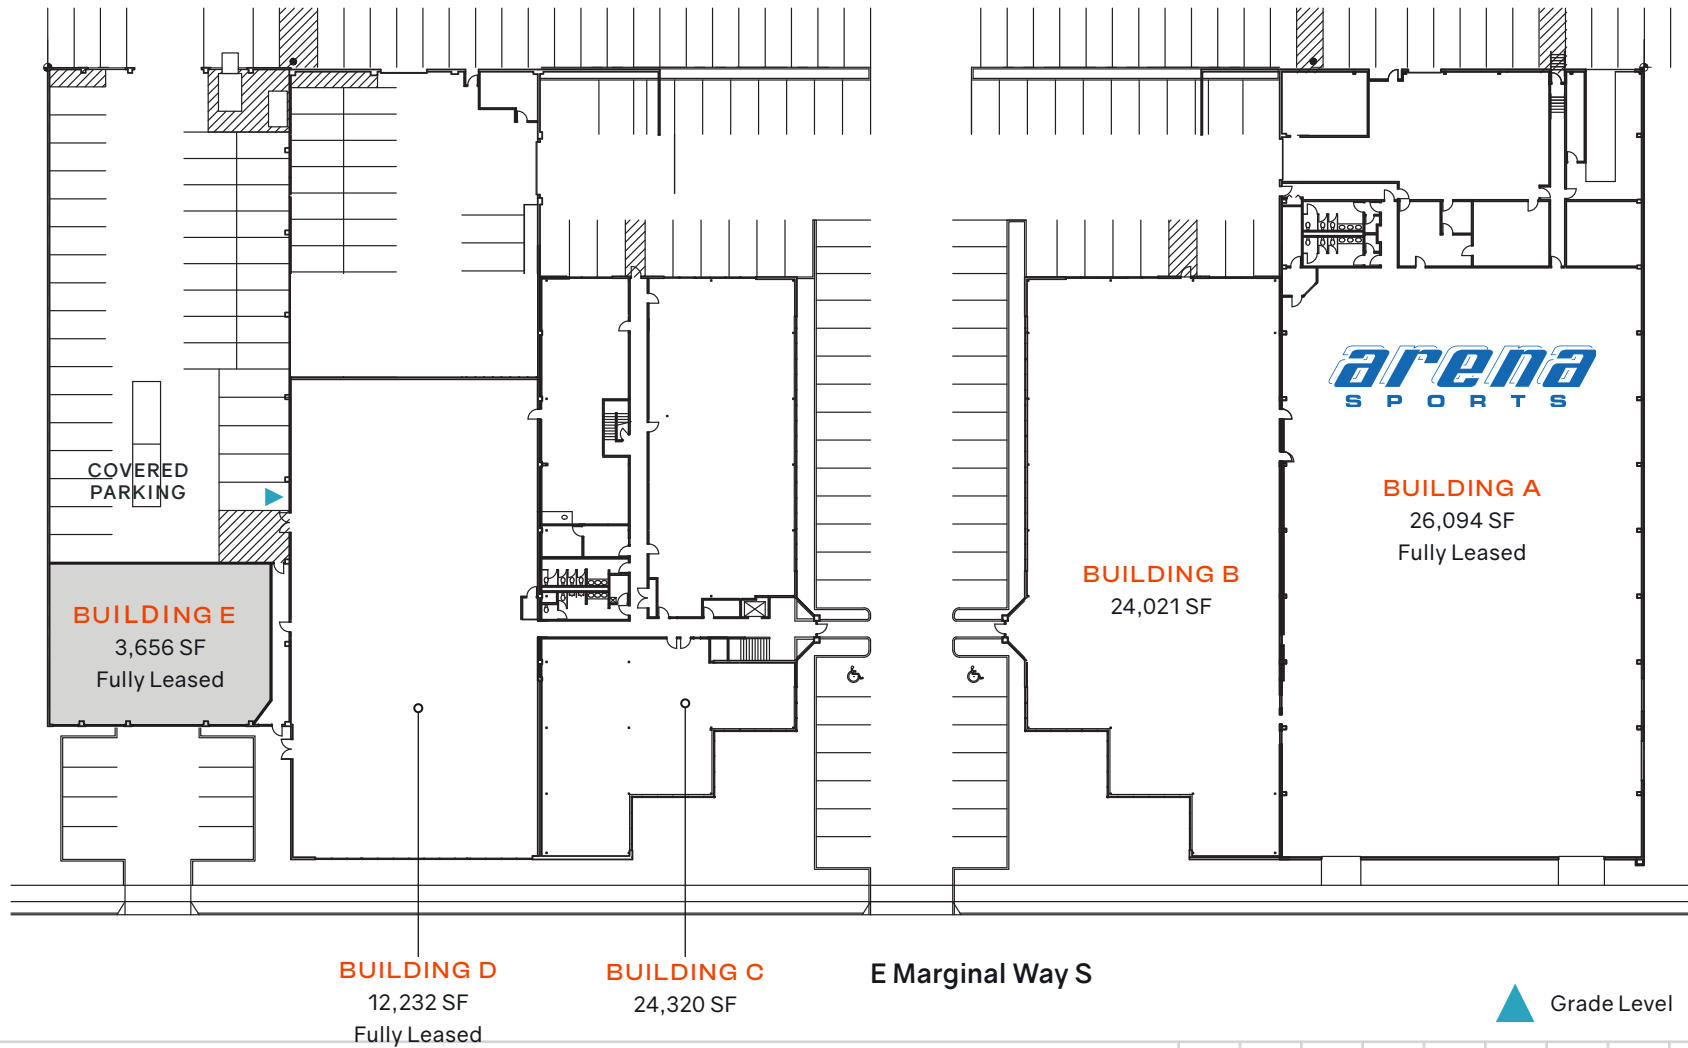 arena
SPORTS
COVERED
PARKING
BUILDING A
26,094 SF
Fully Leased
BUILDING B
24,021 SF
BUILDING E
3,656 SF
Fully Leased
BUILDING D
12,232 SF
Fully Leased
BUILDING C
24,320 SF
E Marginal Way S
Grade Level